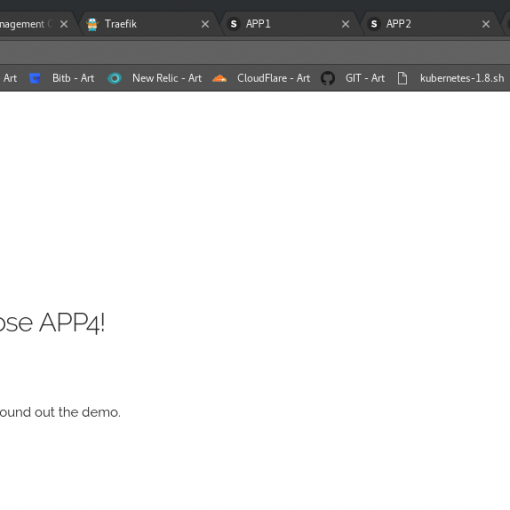 nagement
Traefik
S APP1
S APP2
Art Bitb - Art New Relic - Art CloudFlare - Art GIT - Art kubernetes-1.8.sh
ose APP4!
ound out the demo.